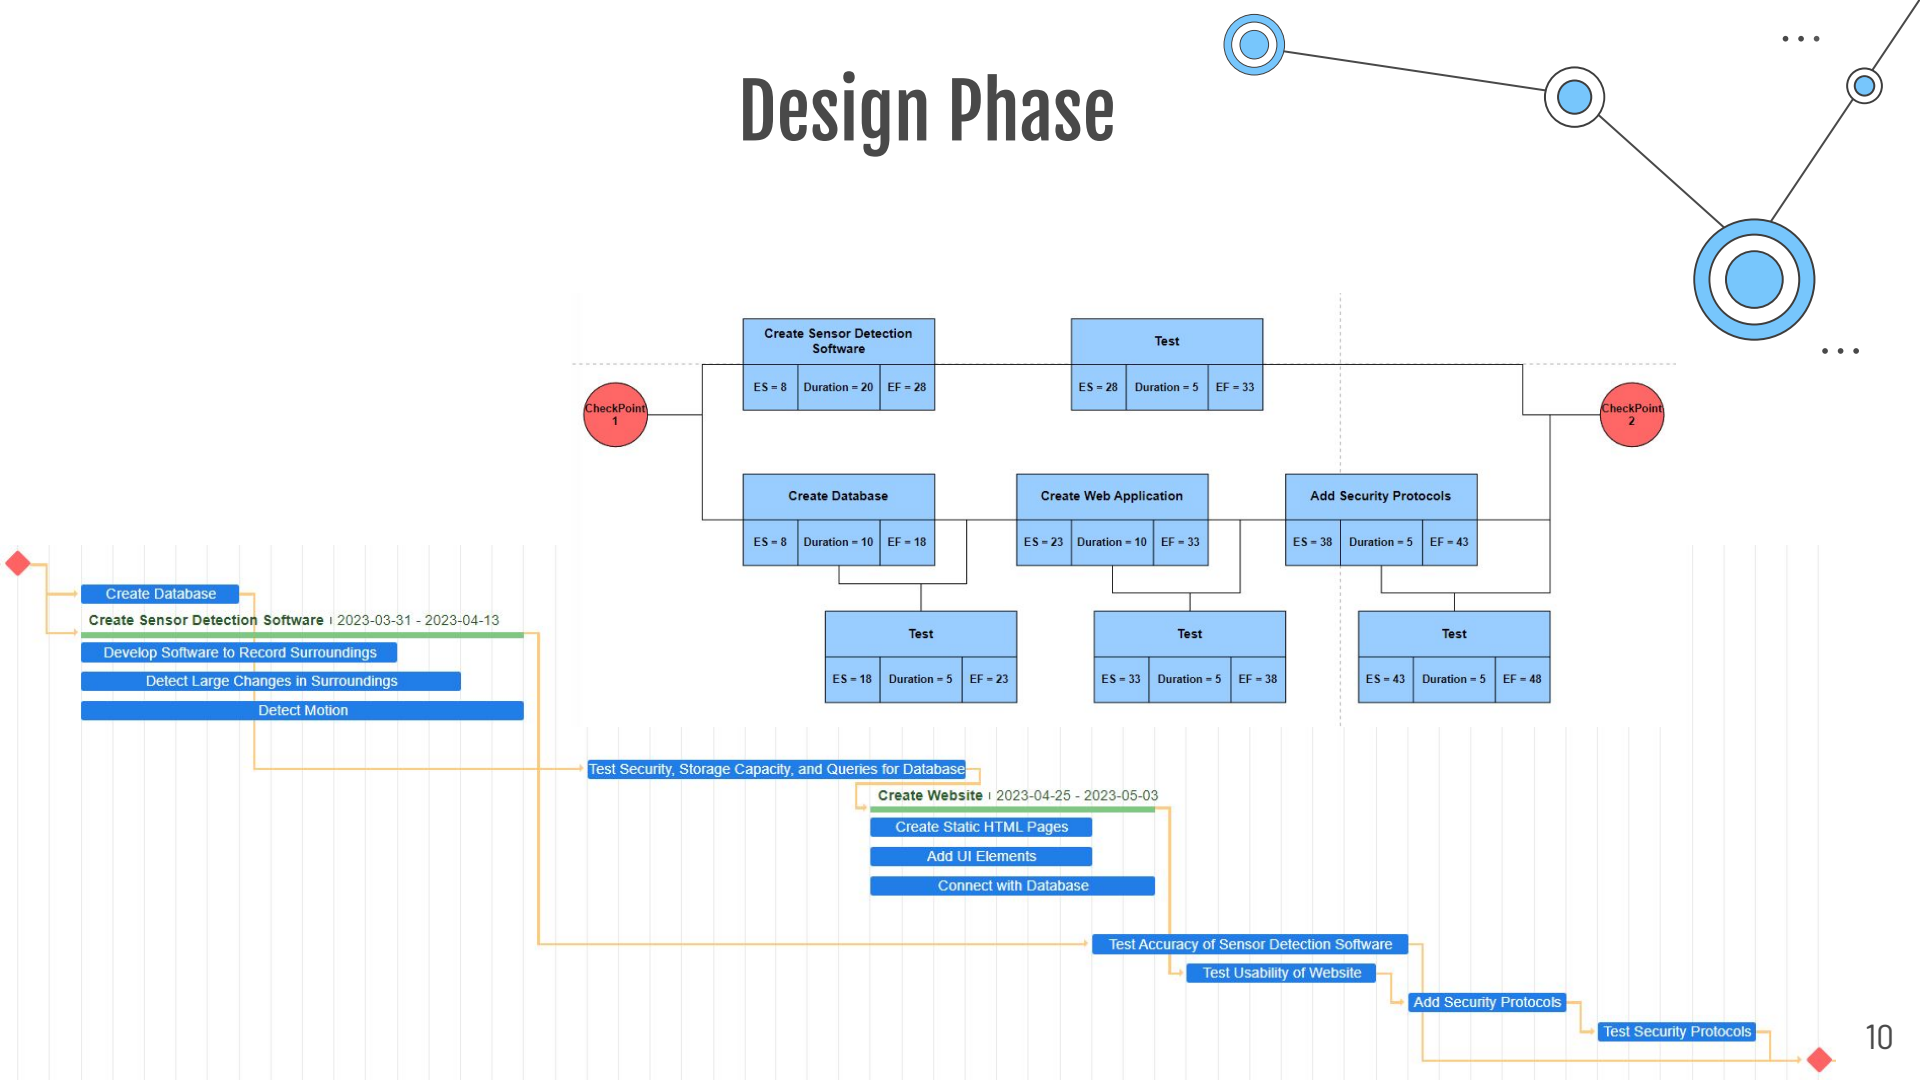 Design Phase
Create Sensor Detection
Software
ES = 8 Duration = 20 EF = 28
Test
ES = 28 Duration = 5 EF = 33
CheckPoint
1
CheckPoint
2
Create Database
ES = 8 Duration = 10 EF = 18
Create Web Application
ES = 23 Duration = 10 EF = 33
Add Security Protocols
ES = 38 Duration = 5 EF = 43
Test
ES = 18 Duration = 5 EF = 23
Test
ES = 33 Duration = 5 EF = 38
Test
ES = 43 Duration = 5 EF = 48
Create Database
Create Sensor Detection Software | 2023-03-31 - 2023-04-13
Develop Software to Record Surroundings
Detect Large Changes in Surroundings
Detect Motion
Test Security, Storage Capacity, and Queries for Database
Create Website | 2023-04-25 - 2023-05-03
Create Static HTML Pages
Add UI Elements
Connect with Database
Test Accuracy of Sensor Detection Software
Test Usability of Website
Add Security Protocols
Test Security Protocols
10